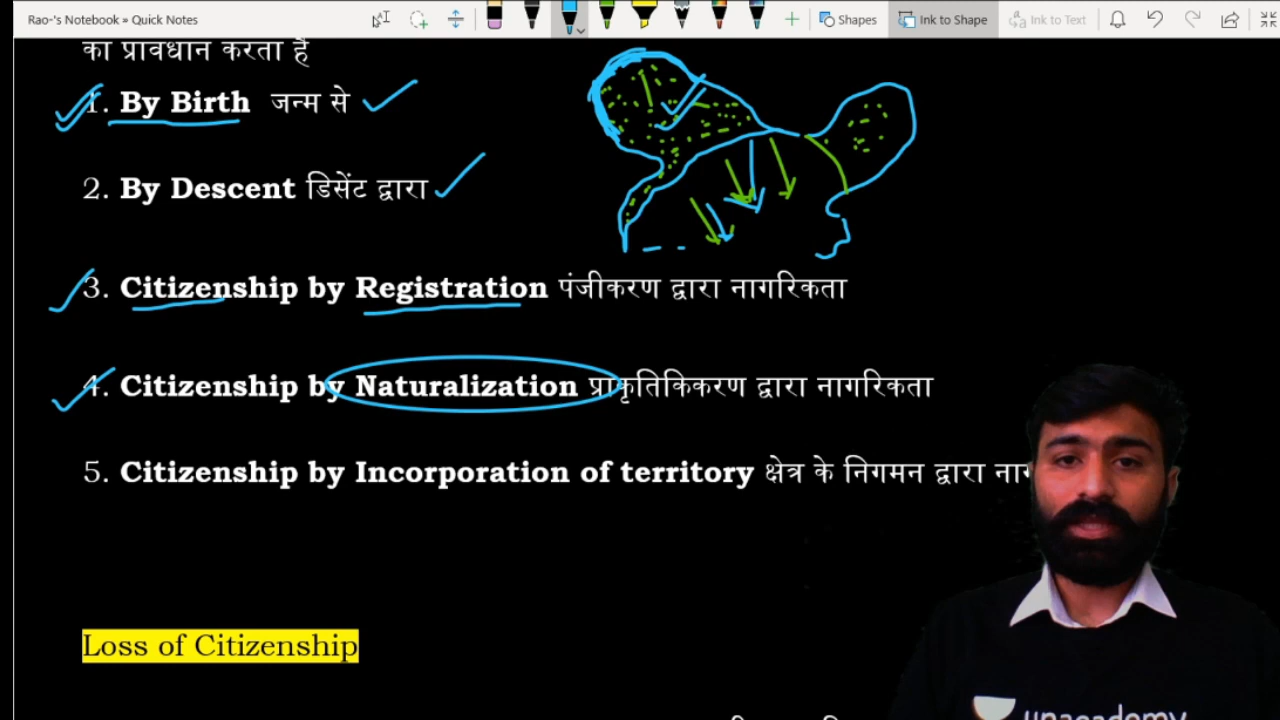 Rao-'s Notebook » Quick Notes
Shapes
Ink to Shape
Ink to Text
का प्रावधान करता है
1. By Birth जन्म से
2. By Descent डिसेंट द्वारा
3. Citizenship by Registration पंजीकरण द्वारा नागरिकता
4. Citizenship by Naturalization प्राकृतिकिकरण द्वारा नागरिकता
5. Citizenship by Incorporation of territory क्षेत्र के निगमन द्वारा
Loss of Citizenship
unacademy